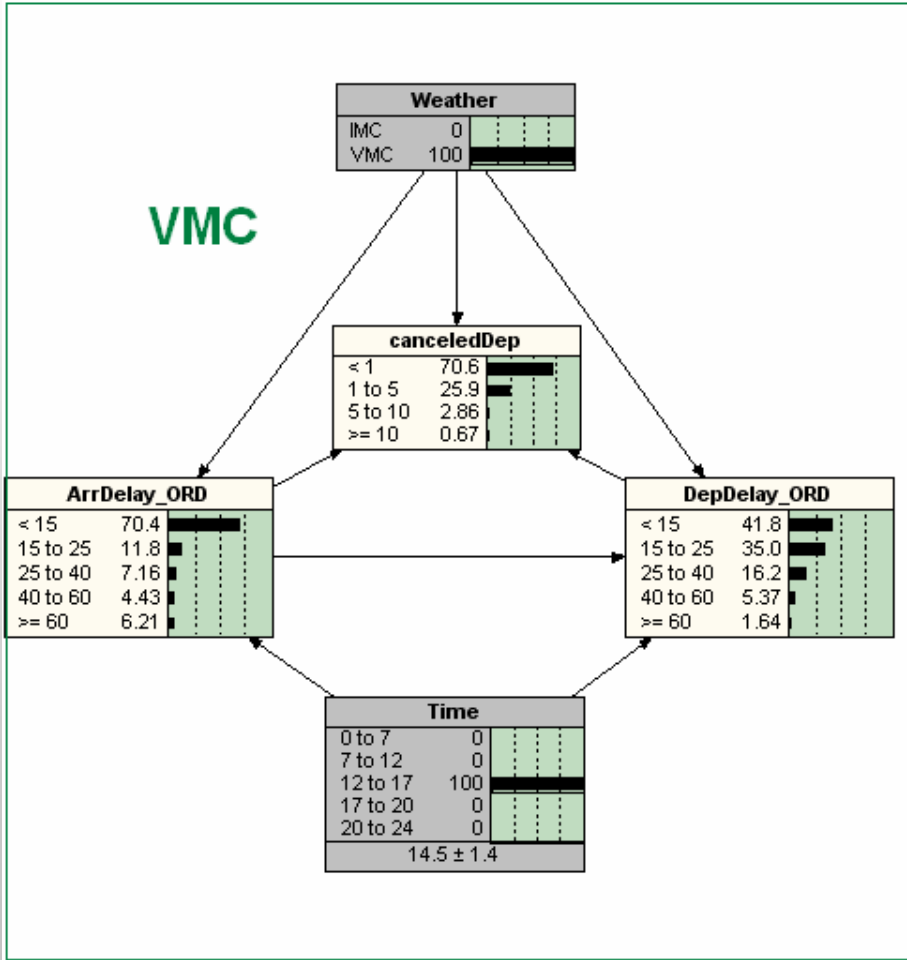 Weather
IMC 0
VMC 100
VMC
canceledDep
< 1 70.6
1 to 5 25.9
5 to 10 2.86
>= 10 0.67
ArrDelay_ORD
< 15 70.4
15 to 25 11.8
25 to 40 7.16
40 to 60 4.43
>= 60 6.21
DepDelay_ORD
< 15 41.8
15 to 25 35.0
25 to 40 16.2
40 to 60 5.37
>= 60 1.64
Time
0 to 7 0
7 to 12 0
12 to 17 100
17 to 20 0
20 to 24 0
14.5 ± 1.4